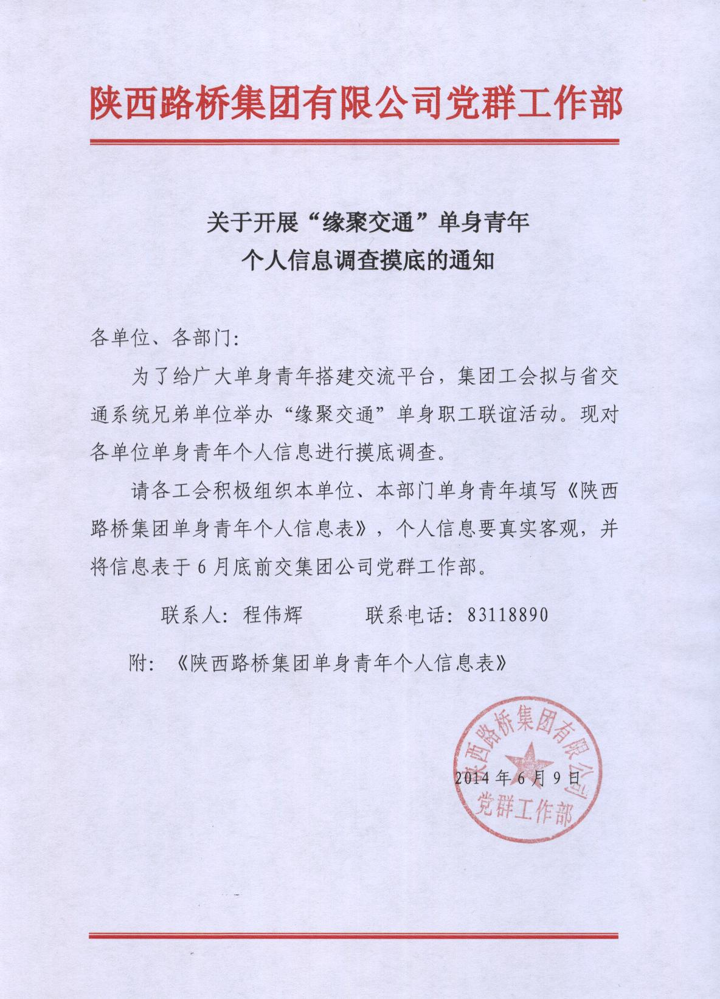 陕西路桥集团有限公司党群工作部
关于开展“缘聚交通”单身青年
个人信息调查摸底的通知
各单位、各部门：
为了给广大单身青年搭建交流平台，集团工会拟与省交
通系统兄弟单位举办“缘聚交通”单身职工联谊活动。现对
各单位单身青年个人信息进行摸底调查。
请各工会积极组织本单位、本部门单身青年填写《陕西
路桥集团单身青年个人信息表》，个人信息要真实客观，并
将信息表于 6 月底前交集团公司党群工作部。
联系人：程伟辉 联系电话：83118890
附：《陕西路桥集团单身青年个人信息表》
陕西路桥集团有限公司
2014 年 6 月 9 日
党群工作部